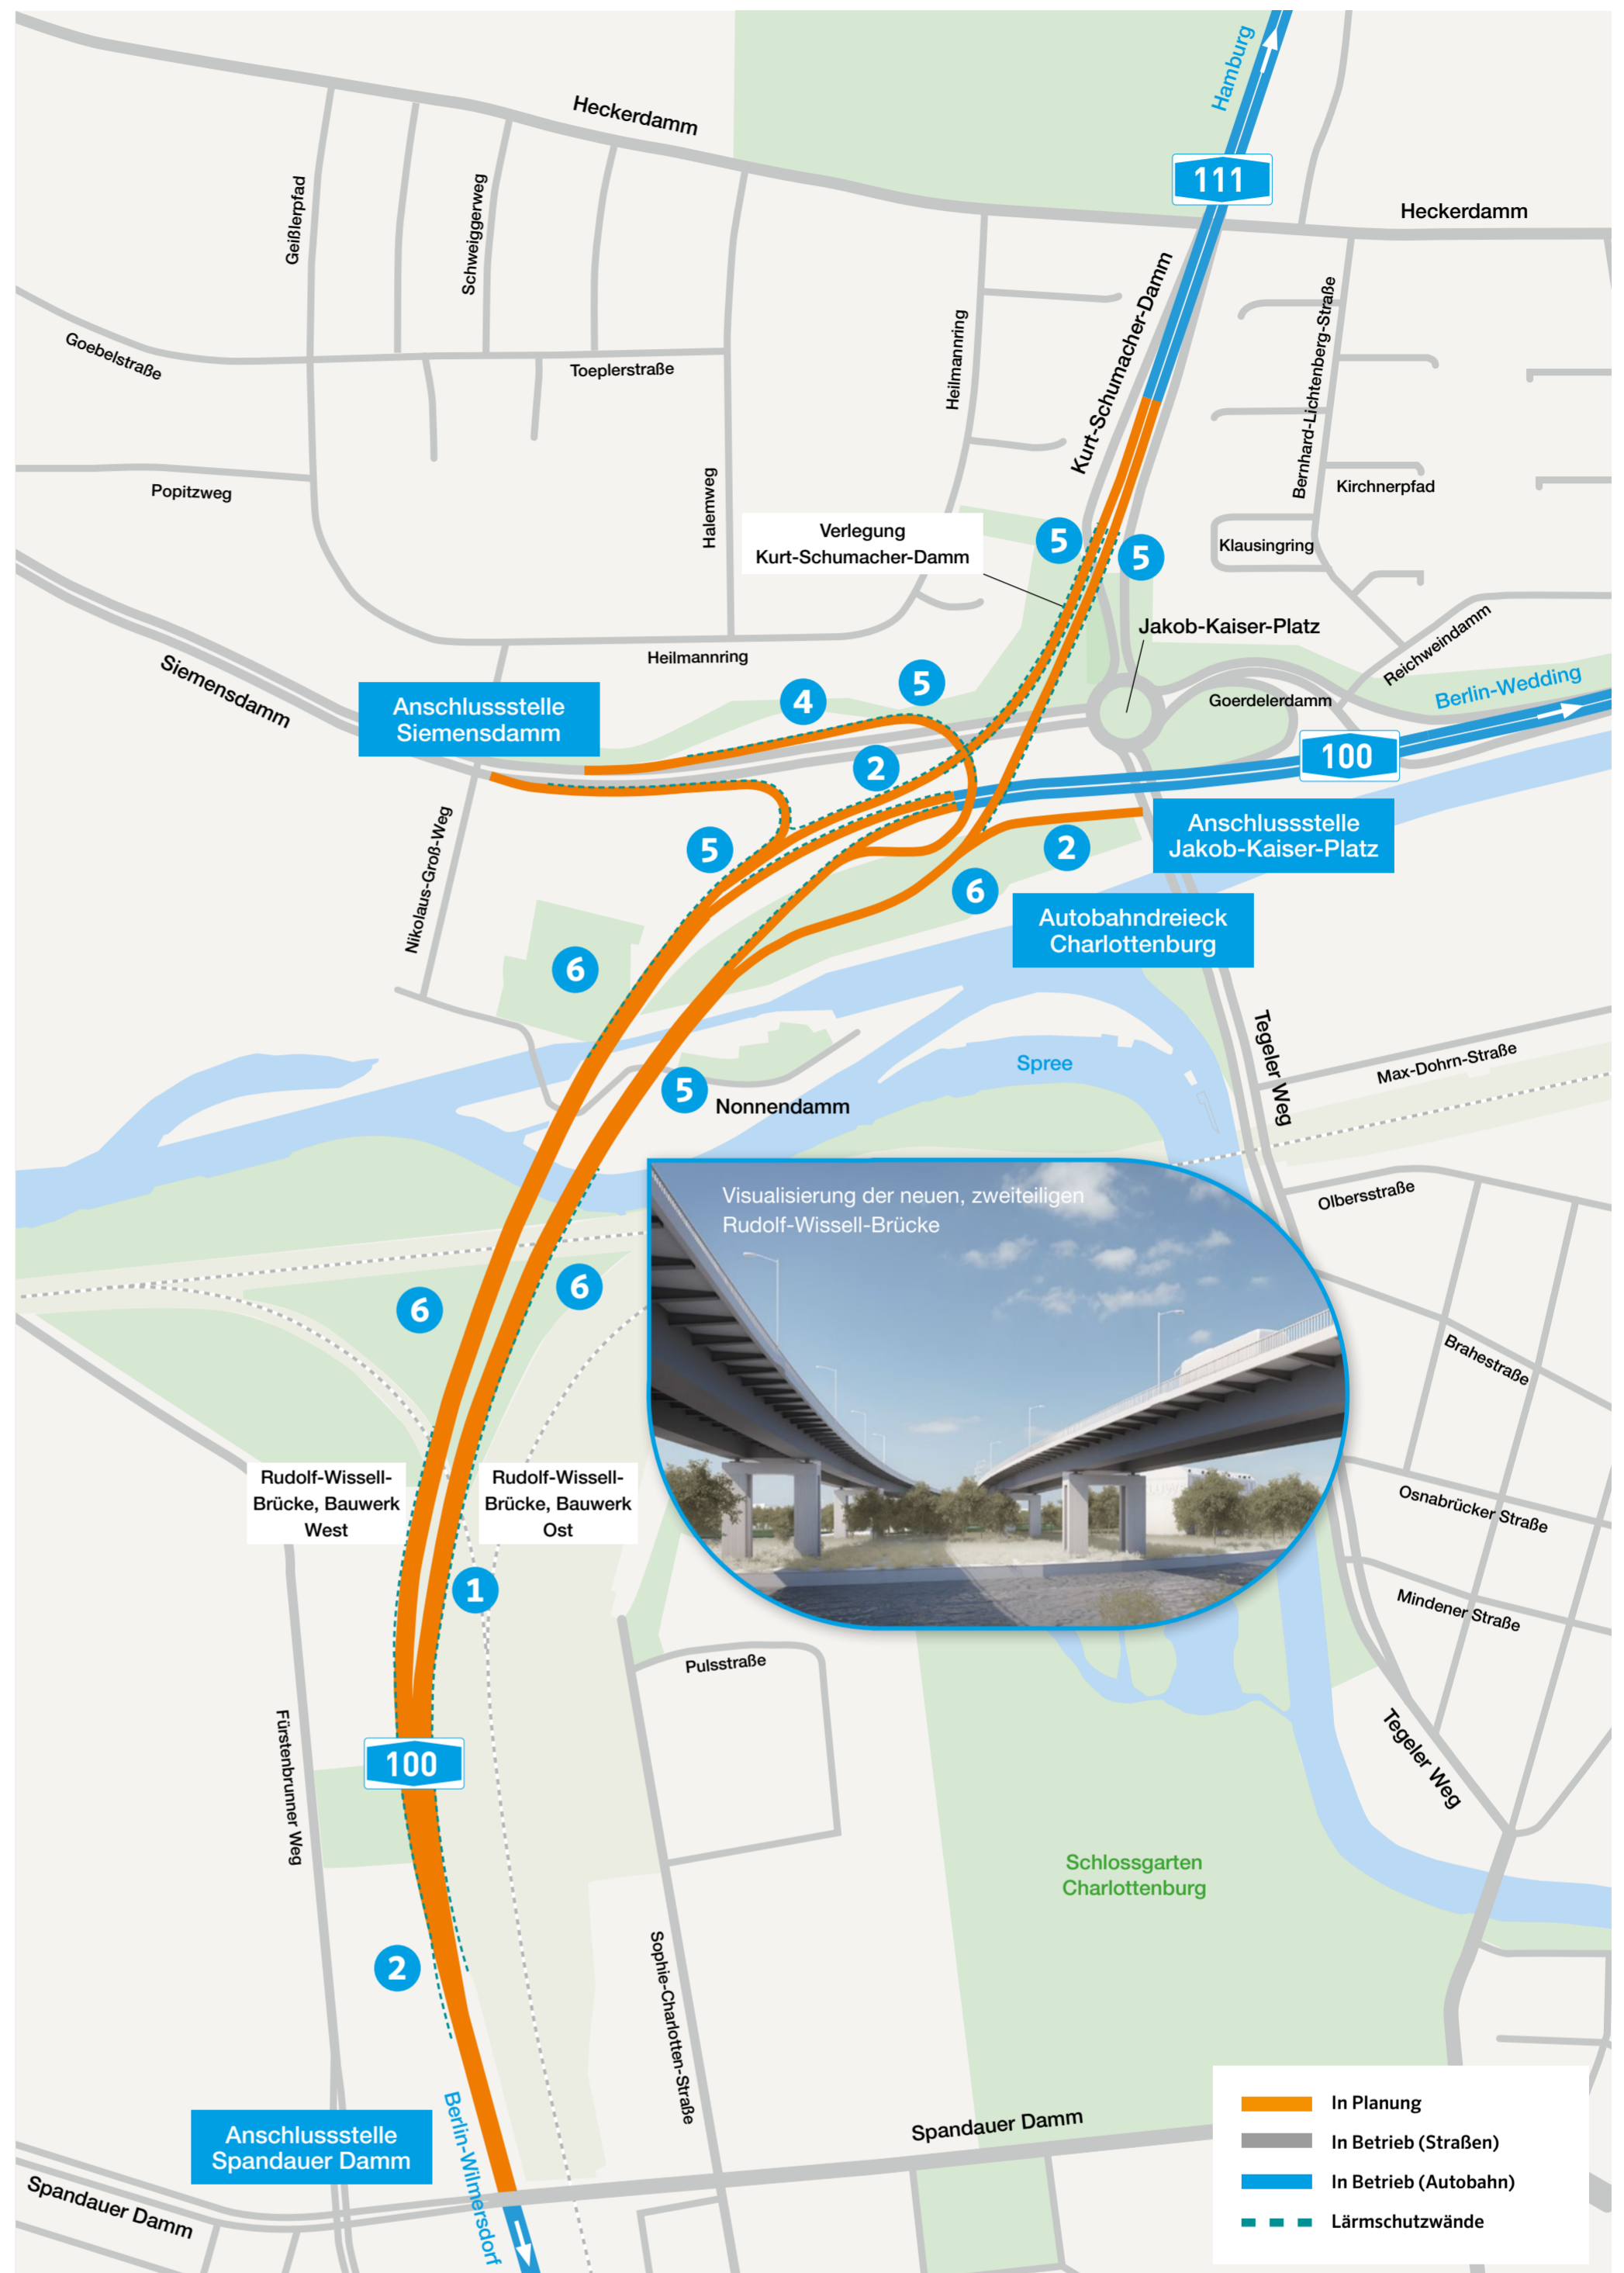 Hamburg
Heckerdamm
111
Heckerdamm
Geißlerpfad
Schweiggerweg
Kurt-Schumacher-Damm
Bernhard-Lichtenberg-Straße
Heilmannring
Goebelstraße
Toeplerstraße
Popitzweg
Halemweg
Kirchnerpfad
Verlegung
Kurt-Schumacher-Damm
5
5
Klausingring
Jakob-Kaiser-Platz
Reichweindamm
Heilmannring
Siemensdamm
Anschlussstelle
Siemensdamm
4
5
Goerdelerdamm
Berlin-Wedding
2
100
Nikolaus-Groß-Weg
5
2
Anschlussstelle
Jakob-Kaiser-Platz
6
Autobahndreieck
Charlottenburg
6
Tegeler Weg
Spree
Max-Dohrn-Straße
5
Nonnendamm
Olbersstraße
Visualisierung der neuen, zweiteiligen
Rudolf-Wissell-Brücke
6
6
Brahestraße
Rudolf-Wissell-
Brücke, Bauwerk
West
Rudolf-Wissell-
Brücke, Bauwerk
Ost
Osnabrücker Straße
1
Mindener Straße
Pulsstraße
Fürstenbrunner Weg
100
Tegeler Weg
Schlossgarten
Charlottenburg
2
Sophie-Charlotten-Straße
Berlin-Wilmersdorf
Anschlussstelle
Spandauer Damm
Spandauer Damm
Spandauer Damm
In Planung
In Betrieb (Straßen)
In Betrieb (Autobahn)
Lärmschutzwände